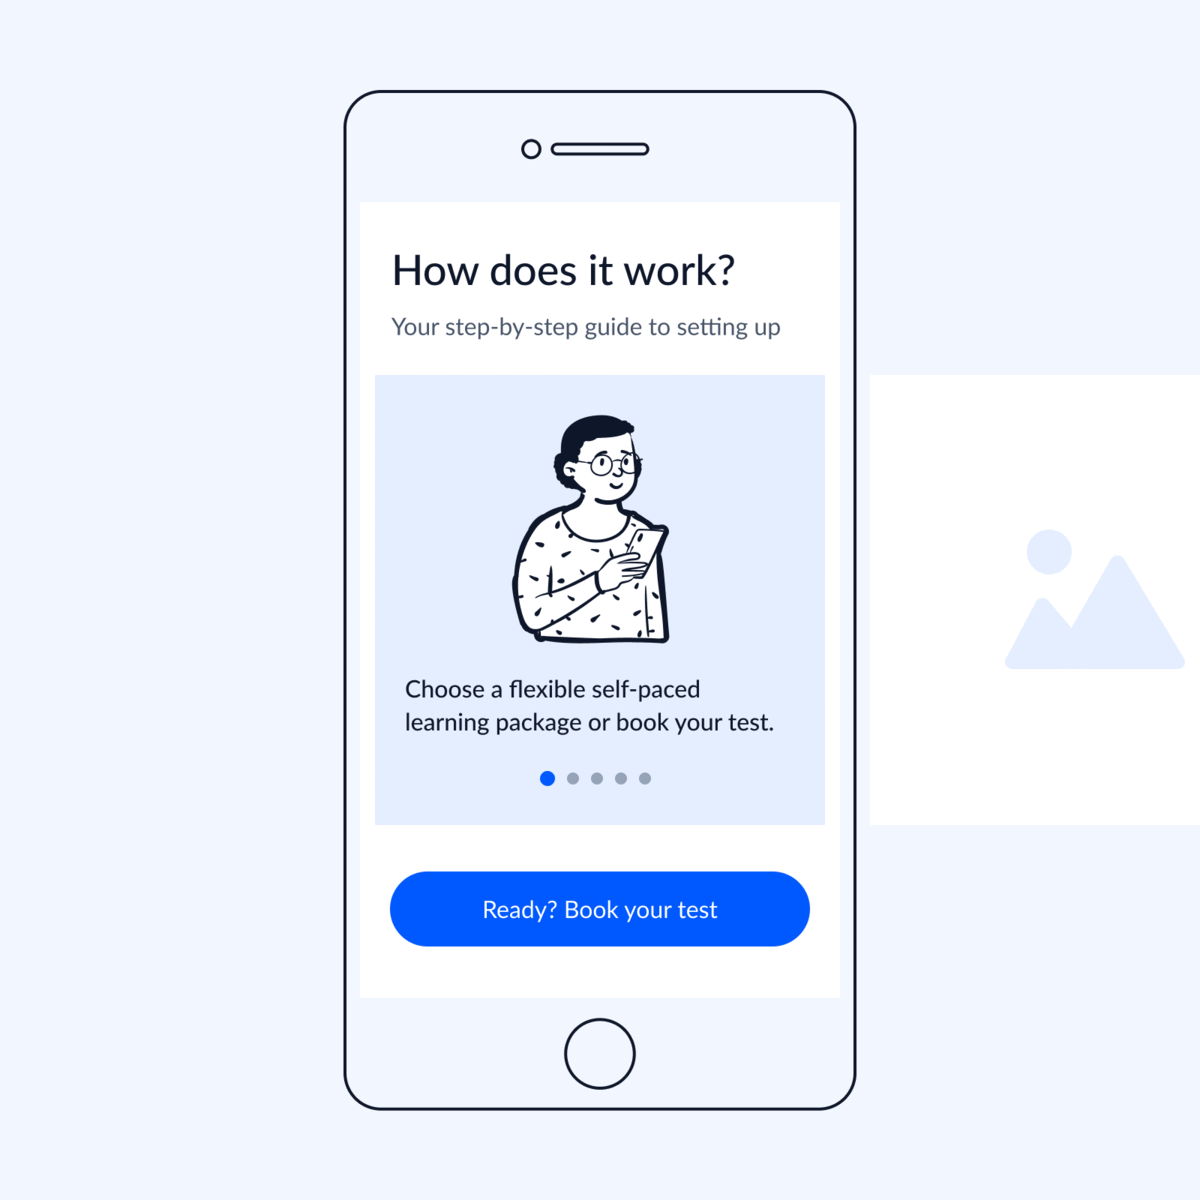 How does it work?
Your step-by-step guide to setting up
Choose a flexible self-paced
learning package or book your test.
Ready? Book your test